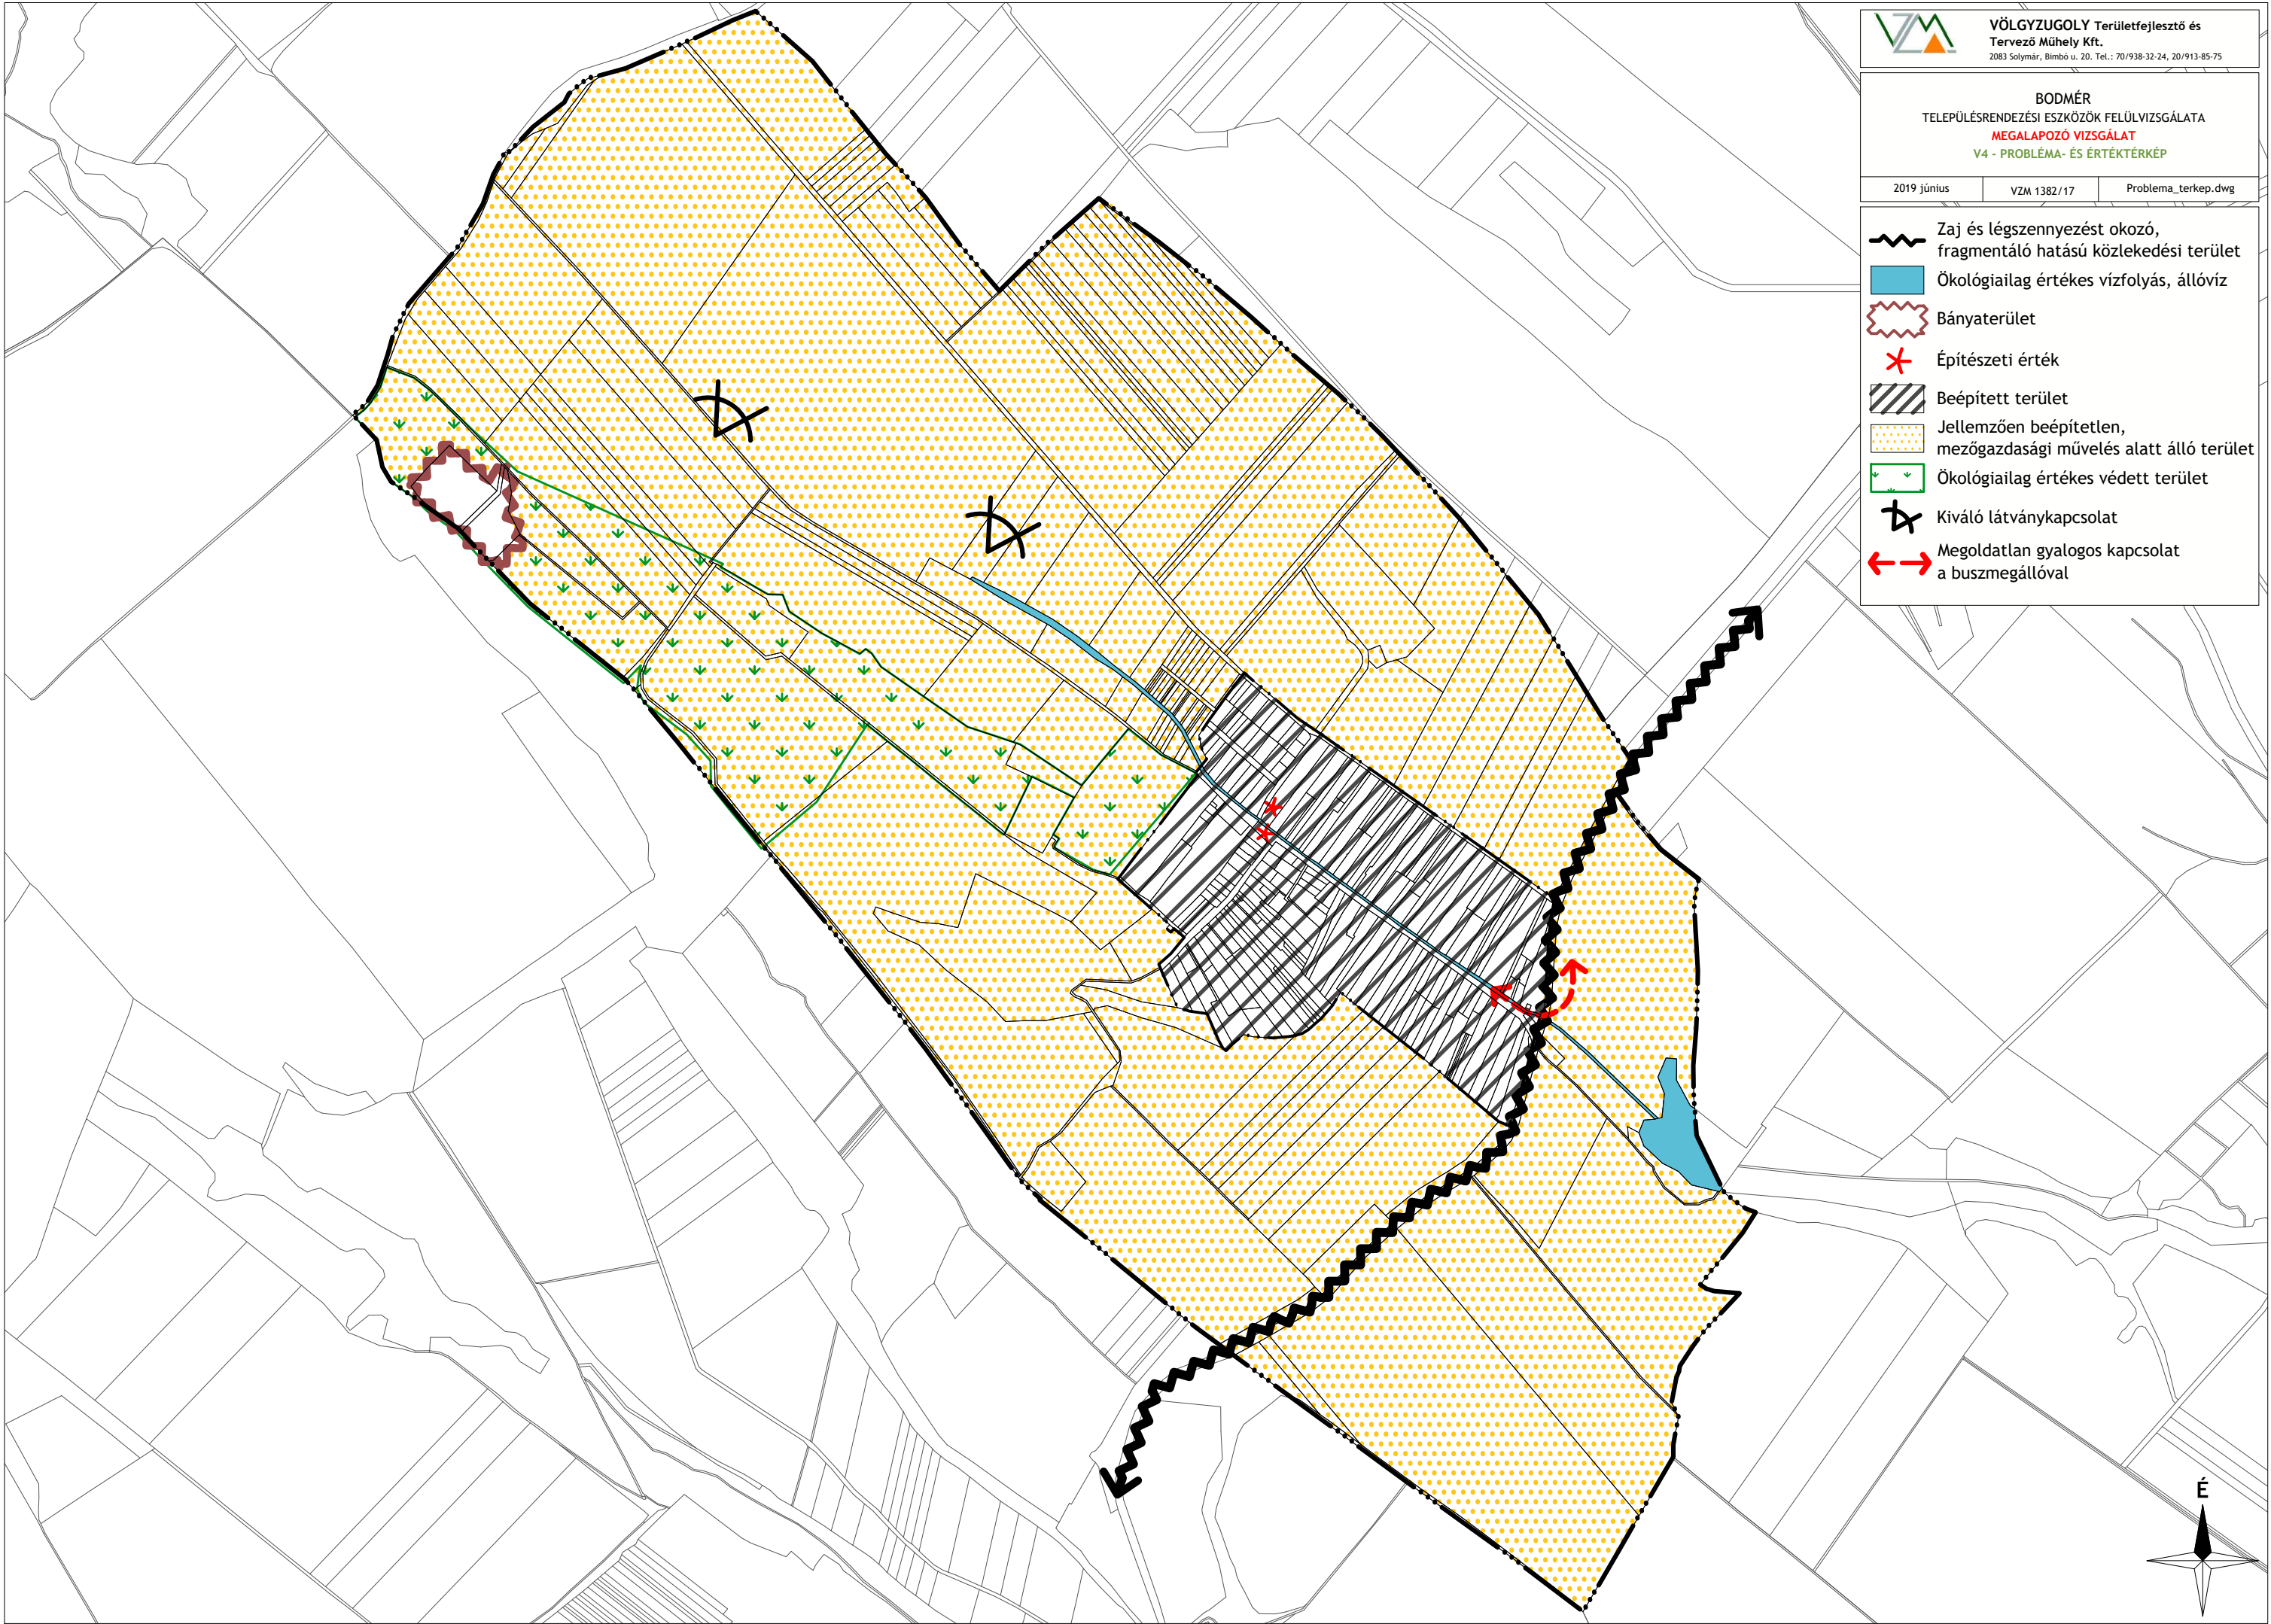 VÖLGYZUGOLY Területfejlesztő és
Tervező Műhely Kft.
2083 Solymár, Bimbó u. 20. Tel.: 70/938-32-24, 20/913-85-75
BODMÉR
TELEPÜLÉSRENDEZÉSI ESZKÖZÖK FELÜLVIZSGÁLATA
MEGALAPOZÓ VIZSGÁLAT
V4 - PROBLÉMA- ÉS ÉRTÉKTÉRKÉP
2019 június VZM 1382/17 Problema_terkep.dwg
Zaj és légszennyezést okozó,
fragmentáló hatású közlekedési terület
Ökológiailag értékes vízfolyás, állóvíz
Bányaterület
Építészeti érték
Beépített terület
Jellemzően beépítetlen,
mezőgazdasági művelés alatt álló terület
Ökológiailag értékes védett terület
Kiváló látványkapcsolat
Megoldatlan gyalogos kapcsolat
a buszmegállóval
É